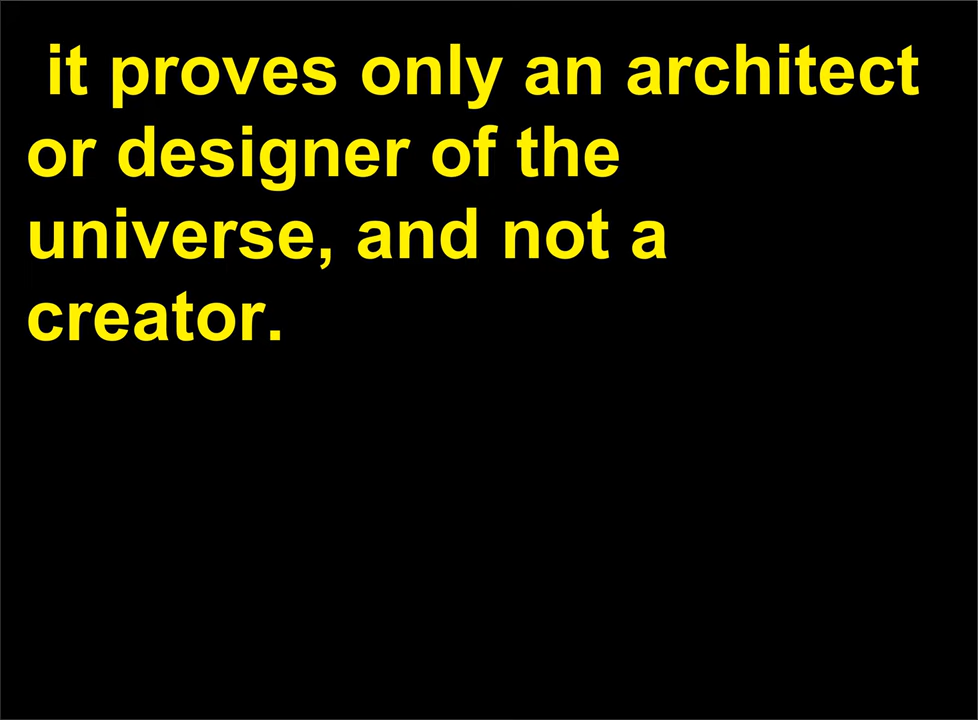 it proves only an architect
or designer of the
universe, and not a
creator.